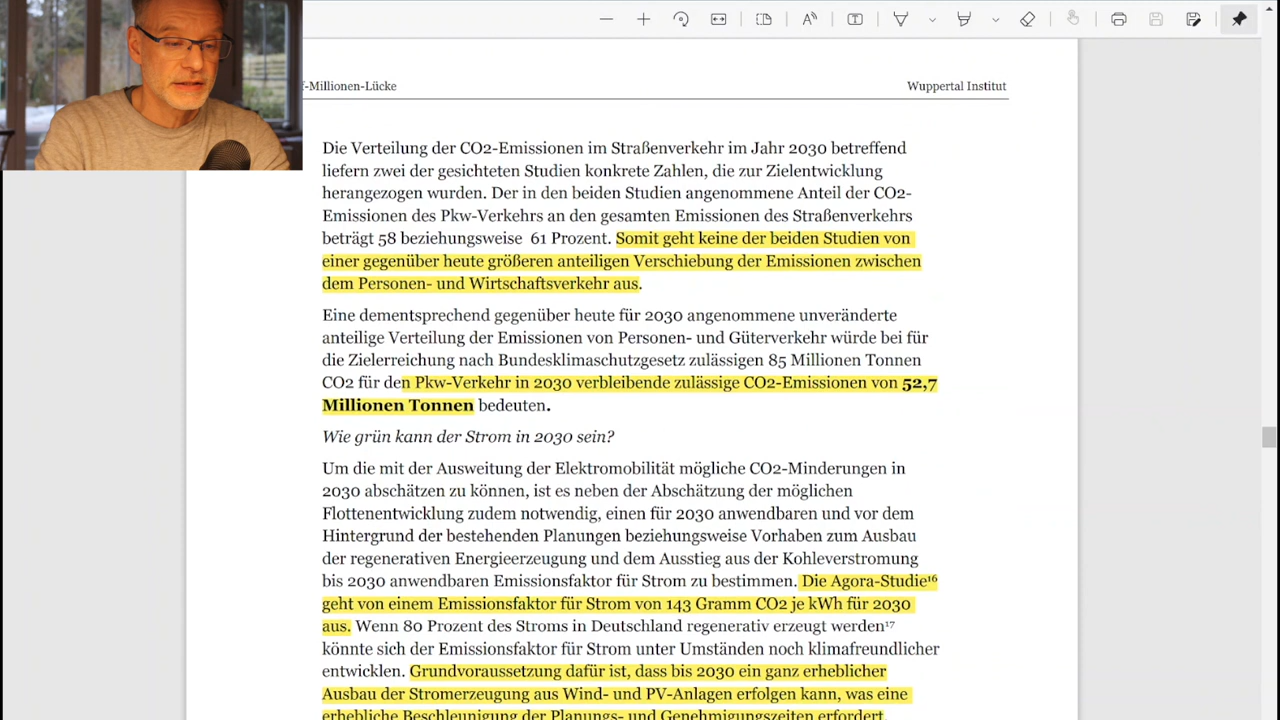 -Millionen-Lücke
Wuppertal Institut
Die Verteilung der CO2-Emissionen im Straßenverkehr im Jahr 2030 betreffend
liefern zwei der gesichteten Studien konkrete Zahlen, die zur Zielentwicklung
herangezogen wurden. Der in den beiden Studien angenommene Anteil der CO2-
Emissionen des Pkw-Verkehrs an den gesamten Emissionen des Straßenverkehrs
beträgt 58 beziehungsweise 61 Prozent. Somit geht keine der beiden Studien von
einer gegenüber heute größeren anteiligen Verschiebung der Emissionen zwischen
dem Personen- und Wirtschaftsverkehr aus.
Eine dementsprechend gegenüber heute für 2030 angenommene unveränderte
anteilige Verteilung der Emissionen von Personen- und Güterverkehr würde bei für
die Zielerreichung nach Bundesklimaschutzgesetz zulässigen 85 Millionen Tonnen
CO2 für den Pkw-Verkehr in 2030 verbleibende zulässige CO2-Emissionen von 52,7
Millionen Tonnen bedeuten.
Wie grün kann der Strom in 2030 sein?
Um die mit der Ausweitung der Elektromobilität mögliche CO2-Minderungen in
2030 abschätzen zu können, ist es neben der Abschätzung der möglichen
Flottenentwicklung zudem notwendig, einen für 2030 anwendbaren und vor dem
Hintergrund der bestehenden Planungen beziehungsweise Vorhaben zum Ausbau
der regenerativen Energieerzeugung und dem Ausstieg aus der Kohleverstromung
bis 2030 anwendbaren Emissionsfaktor für Strom zu bestimmen. Die Agora-Studie¹⁶
geht von einem Emissionsfaktor für Strom von 143 Gramm CO2 je kWh für 2030
aus. Wenn 80 Prozent des Stroms in Deutschland regenerativ erzeugt werden¹⁷
könnte sich der Emissionsfaktor für Strom unter Umständen noch klimafreundlicher
entwicklen. Grundvoraussetzung dafür ist, dass bis 2030 ein ganz erheblicher
Ausbau der Stromerzeugung aus Wind- und PV-Anlagen erfolgen kann, was eine
erhebliche Beschleunigung der Planungs- und Genehmigungszeiten erfordert.